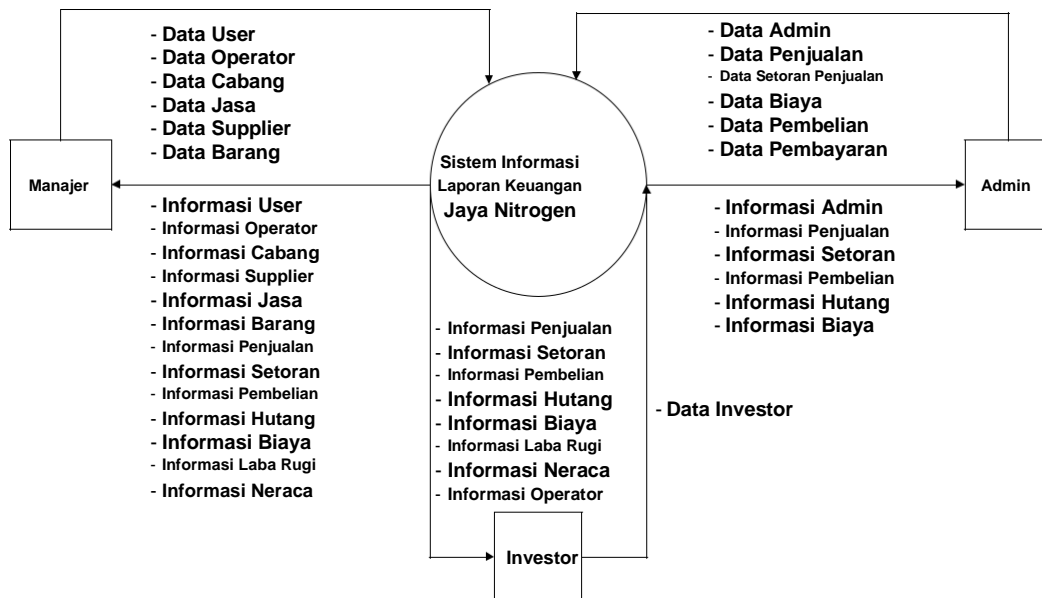 - Data User
- Data Operator
- Data Cabang
- Data Jasa
- Data Supplier
- Data Barang
- Data Admin
- Data Penjualan
- Data Setoran Penjualan
- Data Biaya
- Data Pembelian
- Data Pembayaran
Manajer
Sistem Informasi
Laporan Keuangan
Jaya Nitrogen
Admin
- Informasi User
- Informasi Operator
- Informasi Cabang
- Informasi Supplier
- Informasi Jasa
- Informasi Barang
- Informasi Penjualan
- Informasi Setoran
- Informasi Pembelian
- Informasi Hutang
- Informasi Biaya
- Informasi Laba Rugi
- Informasi Neraca
- Informasi Penjualan
- Informasi Setoran
- Informasi Pembelian
- Informasi Hutang
- Informasi Biaya
- Informasi Laba Rugi
- Informasi Neraca
- Informasi Operator
- Informasi Admin
- Informasi Penjualan
- Informasi Setoran
- Informasi Pembelian
- Informasi Hutang
- Informasi Biaya
- Data Investor
Investor